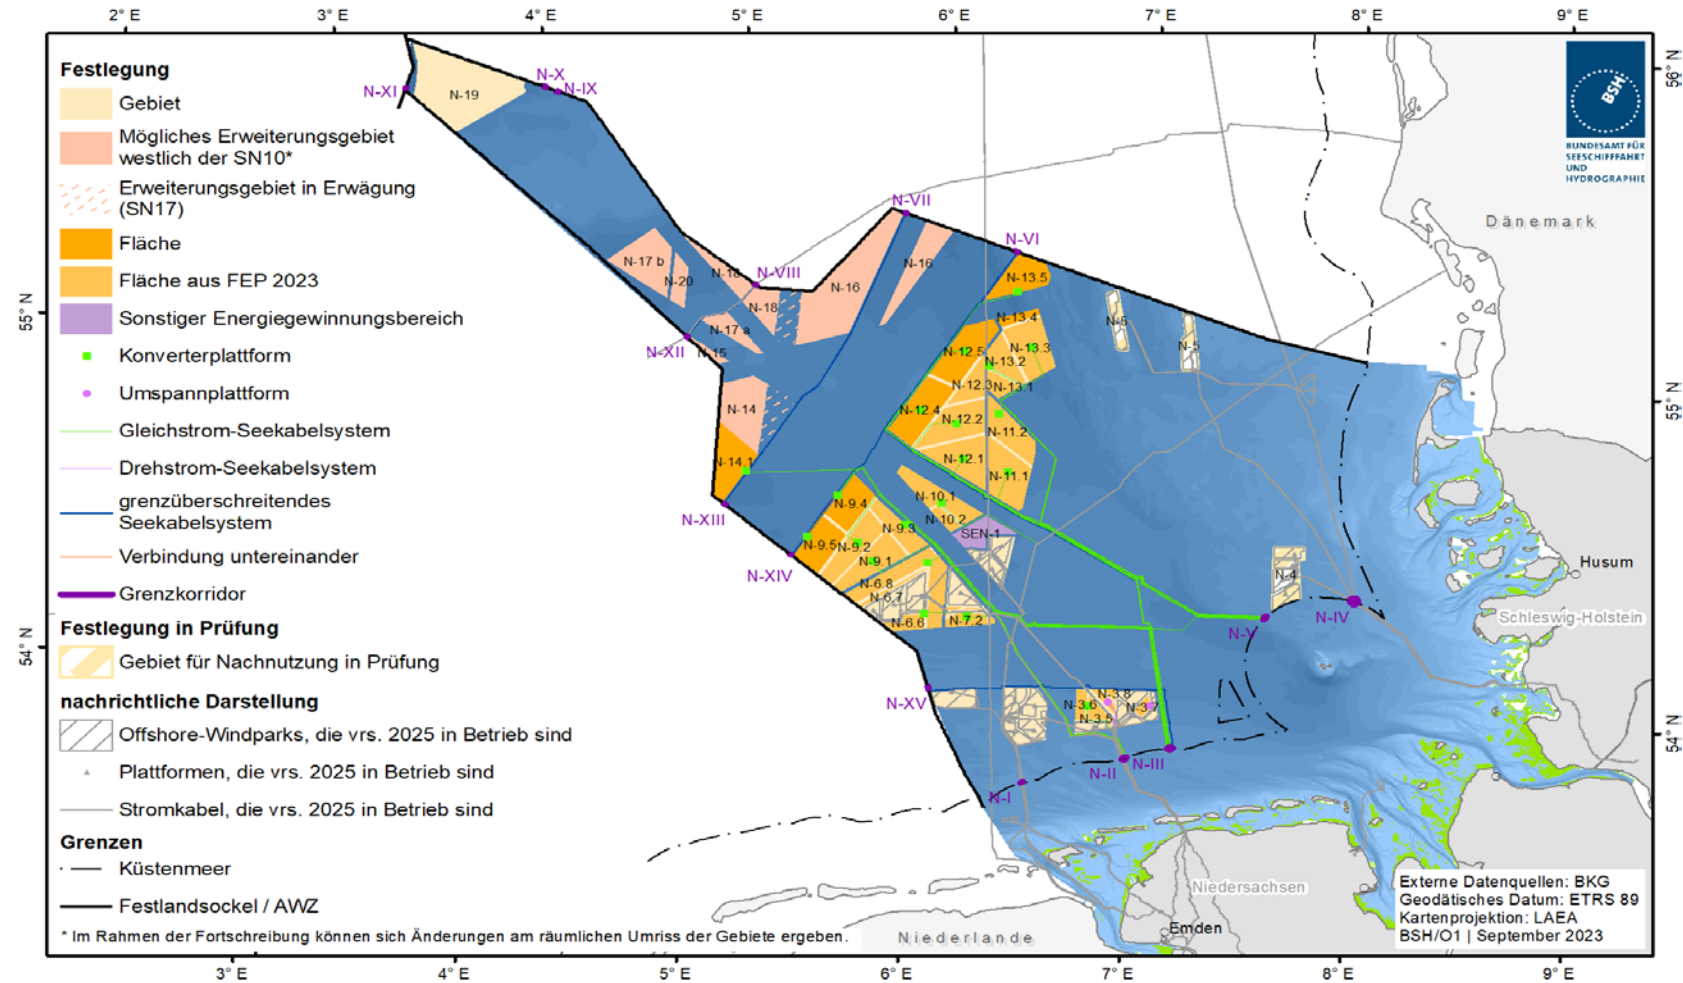 2° E
3° E
4° E
5° E
6° E
7° E
8° E
9° E
56° N
55° N
54° N
55° N
54° N
3° E
4° E
5° E
6° E
7° E
8° E
9° E
Festlegung
Gebiet
Mögliches Erweiterungsgebiet
westlich der SN10*
Erweiterungsgebiet in Erwägung
(SN17)
Fläche
Fläche aus FEP 2023
Sonstiger Energiegewinnungsbereich
Konverterplattform
Umspannplattform
Gleichstrom-Seekabelsystem
Drehstrom-Seekabelsystem
grenzüberschreitendes
Seekabelsystem
Verbindung untereinander
Grenzkorridor
Festlegung in Prüfung
Gebiet für Nachnutzung in Prüfung
nachrichtliche Darstellung
Offshore-Windparks, die vrs. 2025 in Betrieb sind
Plattformen, die vrs. 2025 in Betrieb sind
Stromkabel, die vrs. 2025 in Betrieb sind
Grenzen
Küstenmeer
Festlandsockel / AWZ
* Im Rahmen der Fortschreibung können sich Änderungen am räumlichen Umriss der Gebiete ergeben.
N-XI
N-X
N-IX
N-19
N-VII
N-VI
N-VIII
N-17 b
N-20
N-18
N-18
N-16
N-16
N-17 a
N-15
N-XII
N-14
N-14.1
N-XIII
N-13.5
N-13.4
N-13.3
N-13.2
N-13.1
N-12.5
N-12.3
N-12.4
N-12.2
N-11.2
N-12.1
N-11.1
N-5
N-5
N-10.1
N-10.2
SEN-1
N-9.4
N-9.3
N-9.5
N-9.2
N-9.1
N-6.8
N-6.7
N-6.6
N-7.2
N-XIV
N-XV
N-4
N-IV
N-V
N-3.8
N-3.6
N-3.7
N-3.5
N-II
N-III
N-I
Dänemark
Husum
Schleswig-Holstein
Niedersachsen
Emden
Niederlande
BSH
BUNDESAMT FÜR
SEESCHIFFFAHRT
UND
HYDROGRAPHIE
Externe Datenquellen: BKG
Geodätisches Datum: ETRS 89
Kartenprojektion: LAEA
BSH/O1 | September 2023